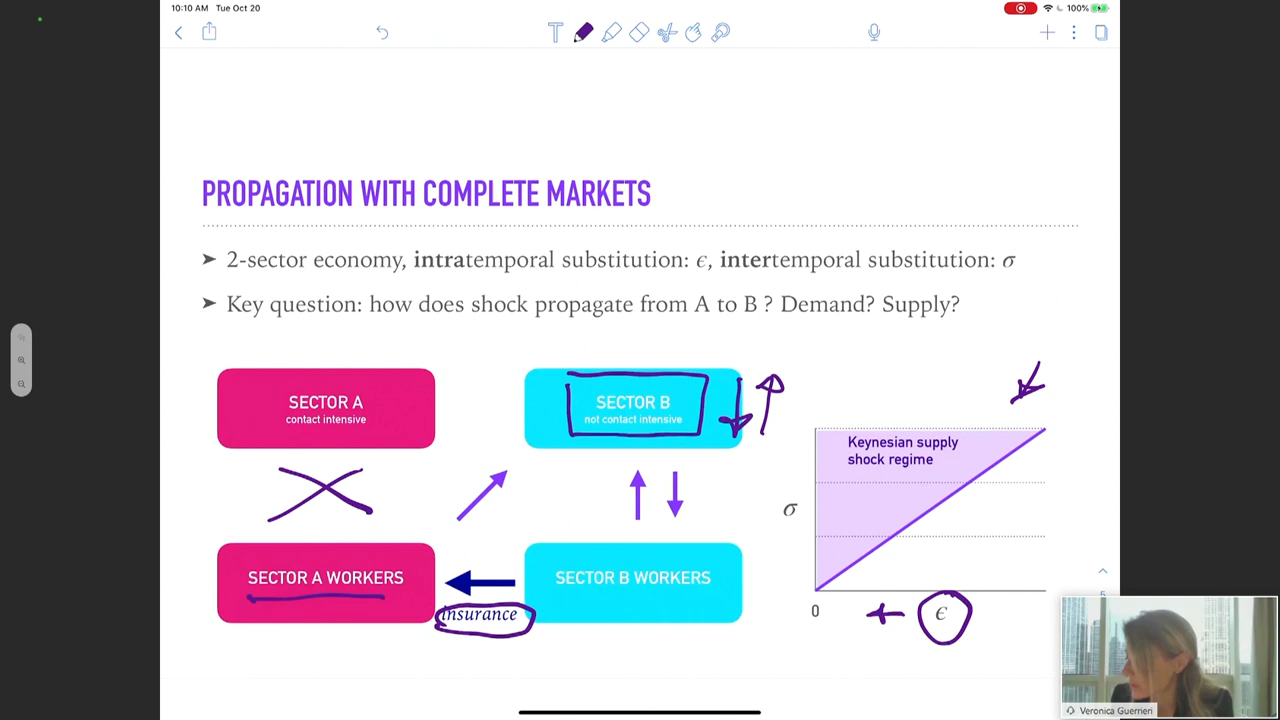 10:10 AM Tue Oct 20
100%
T
PROPAGATION WITH COMPLETE MARKETS
➤ 2-sector economy, intratemporal substitution: ϵ, intertemporal substitution: σ
➤ Key question: how does shock propagate from A to B ? Demand? Supply?
SECTOR A
contact intensive
SECTOR B
not contact intensive
SECTOR A WORKERS
SECTOR B WORKERS
insurance
Keynesian supply
shock regime
σ
0
ϵ
Veronica Guerrieri